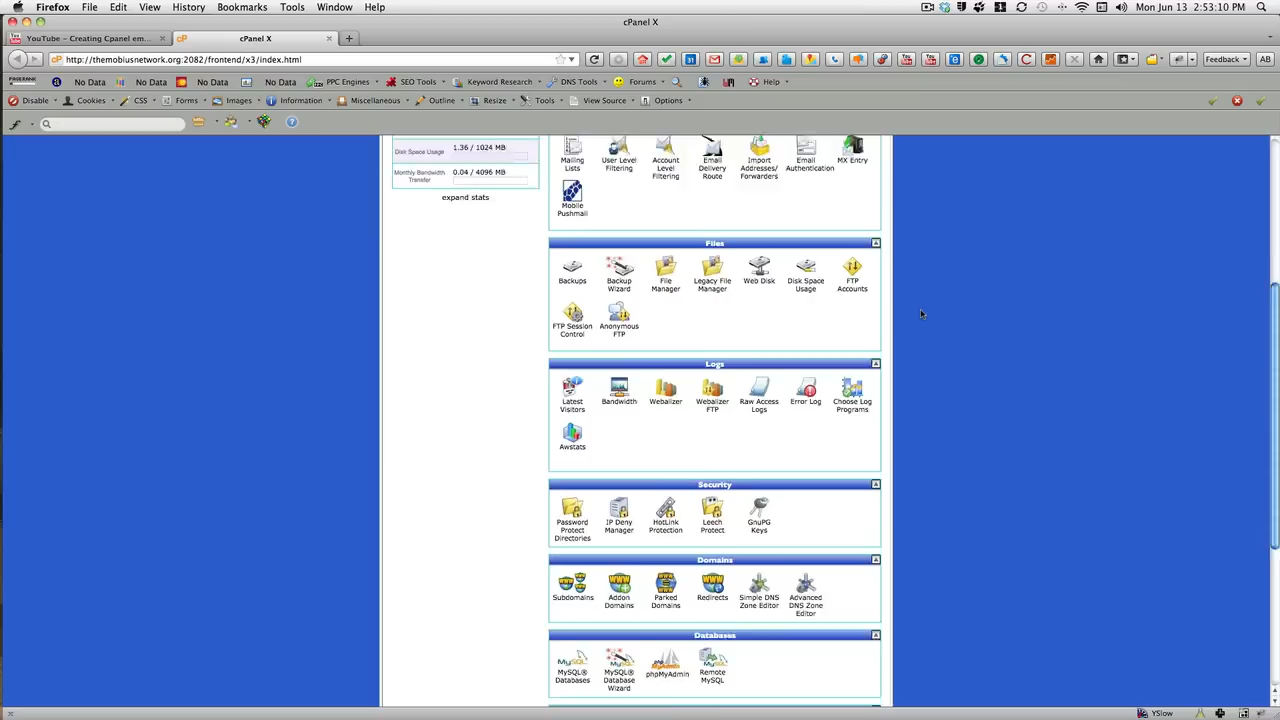 Firefox File Edit View History Bookmarks Tools Window Help
Mon Jun 13 2:53:10 PM
cPanel X
YouTube - Creating Cpanel em...
cPanel X
http://themobiusnetwork.org:2082/frontend/x3/index.html
Feedback
AB
PAGERANK
No Data
No Data
No Data
No Data
PPC Engines
SEO Tools
Keyword Research
DNS Tools
Forums
Help
Disable
Cookies
CSS
Forms
Images
Information
Miscellaneous
Outline
Resize
Tools
View Source
Options
Disk Space Usage
1.36 / 1024 MB
Monthly Bandwidth
Transfer
0.04 / 4096 MB
expand stats
Mailing
Lists
User Level
Filtering
Account
Level
Filtering
Email
Delivery
Route
Import
Addresses/
Forwarders
Email
Authentication
MX Entry
Mobile
Pushmail
Files
Backups
Backup
Wizard
File
Manager
Legacy File
Manager
Web Disk
Disk Space
Usage
FTP
Accounts
FTP Session
Control
Anonymous
FTP
Logs
Latest
Visitors
Bandwidth
Webalizer
Webalizer
FTP
Raw Access
Logs
Error Log
Choose Log
Programs
Awstats
Security
Password
Protect
Directories
IP Deny
Manager
HotLink
Protection
Leech
Protect
GnuPG
Keys
Domains
Subdomains
Addon
Domains
Parked
Domains
Redirects
Simple DNS
Zone Editor
Advanced
DNS Zone
Editor
Databases
MySQL®
Databases
MySQL®
Database
Wizard
phpMyAdmin
Remote
MySQL
YSlow